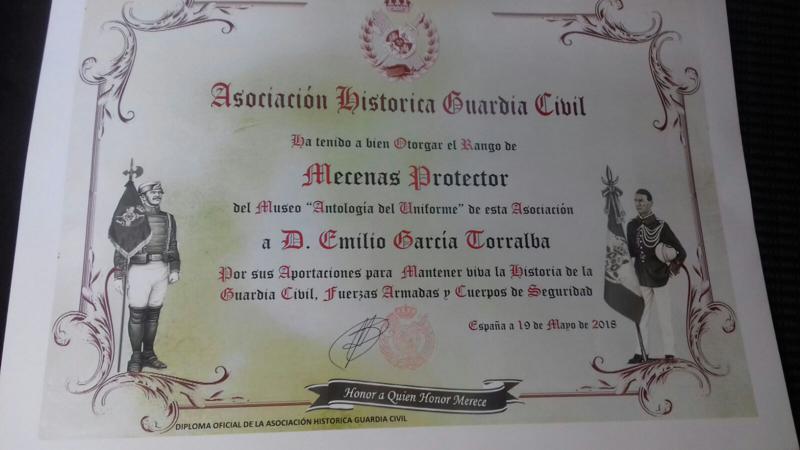 Asociación Historica Guardia Civil
Ha tenido a bien Otorgar el Rango de
Mecenas Protector
del Museo “Antología del Uniforme” de esta Asociación
a D. Emilio García Torralba
Por sus Aportaciones para Mantener viba la Historia de la
Guardia Civil, Fuerzas Armadas y Cuerpos de Seguridad
España a 19 de Mayo de 2018
Honor a Quien Honor Merece
DIPLOMA OFICIAL DE LA ASOCIACIÓN HISTORICA GUARDIA CIVIL